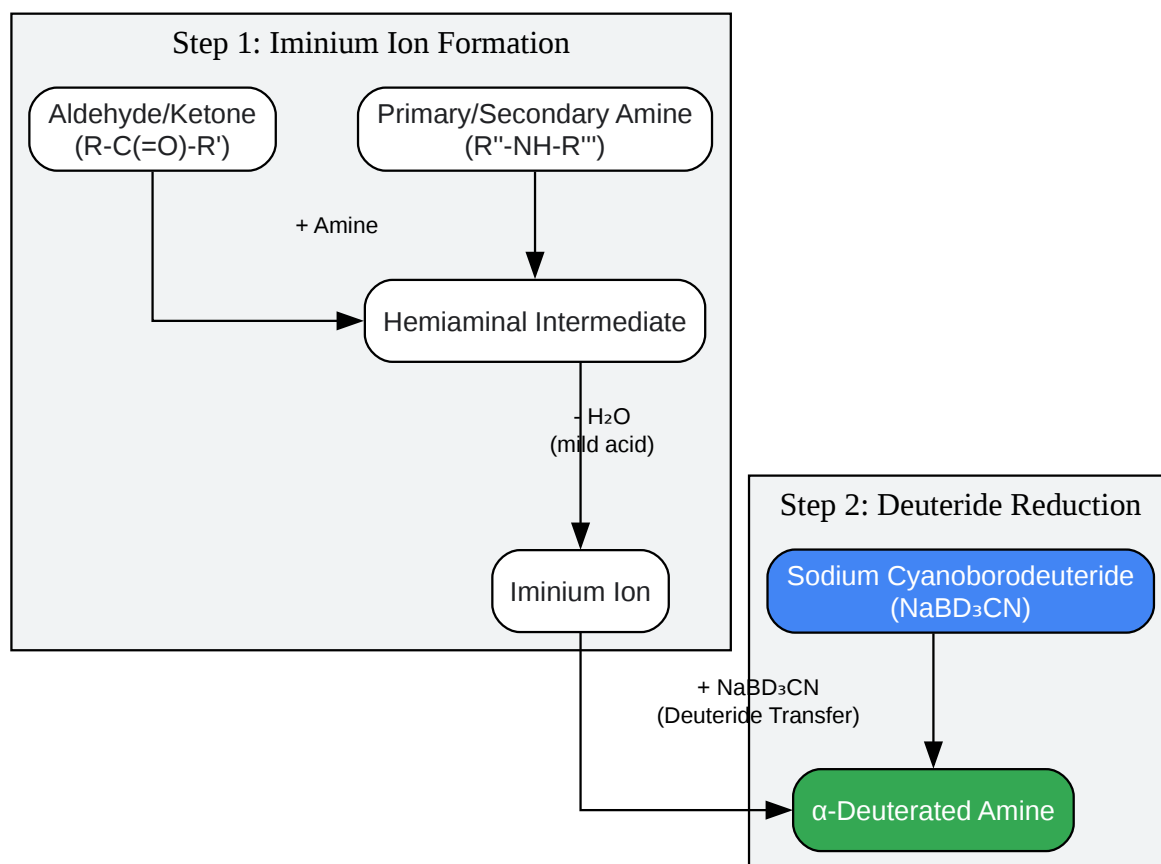 Step 1: Iminium Ion Formation
Aldehyde/Ketone
(R-C(=O)-R')
Primary/Secondary Amine
(R''-NH-R''')
+ Amine
Hemiaminal Intermediate
- H₂O
(mild acid)
Iminium Ion
Step 2: Deuteride Reduction
Sodium Cyanoborodeuteride
(NaBD₃CN)
+ NaBD₃CN
(Deuteride Transfer)
α-Deuterated Amine